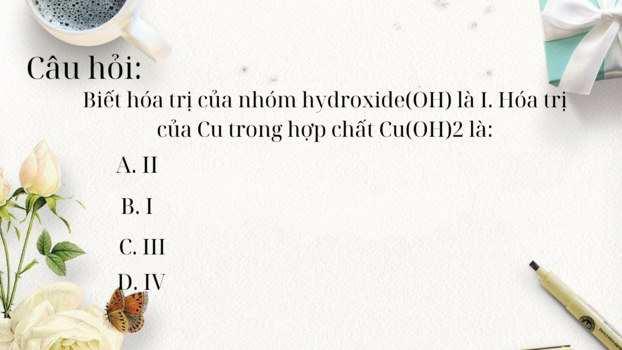 Câu hỏi:
Biết hóa trị của nhóm hydroxide(OH) là I. Hóa trị
của Cu trong hợp chất Cu(OH)2 là:
A. II
B. I
C. III
D. IV